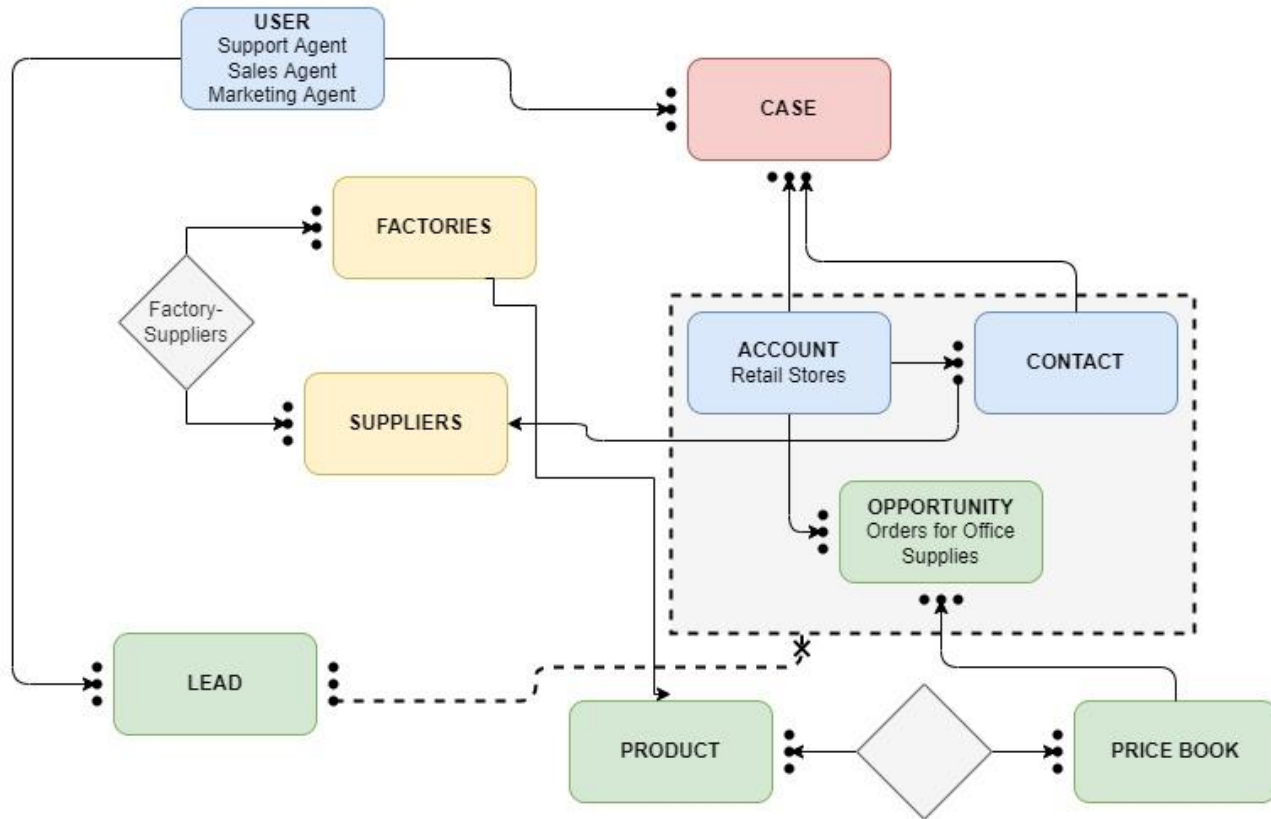 USER
Support Agent
Sales Agent
Marketing Agent
CASE
FACTORIES
Factory-
Suppliers
ACCOUNT
Retail Stores
CONTACT
SUPPLIERS
OPPORTUNITY
Orders for Office
Supplies
LEAD
PRODUCT
PRICE BOOK